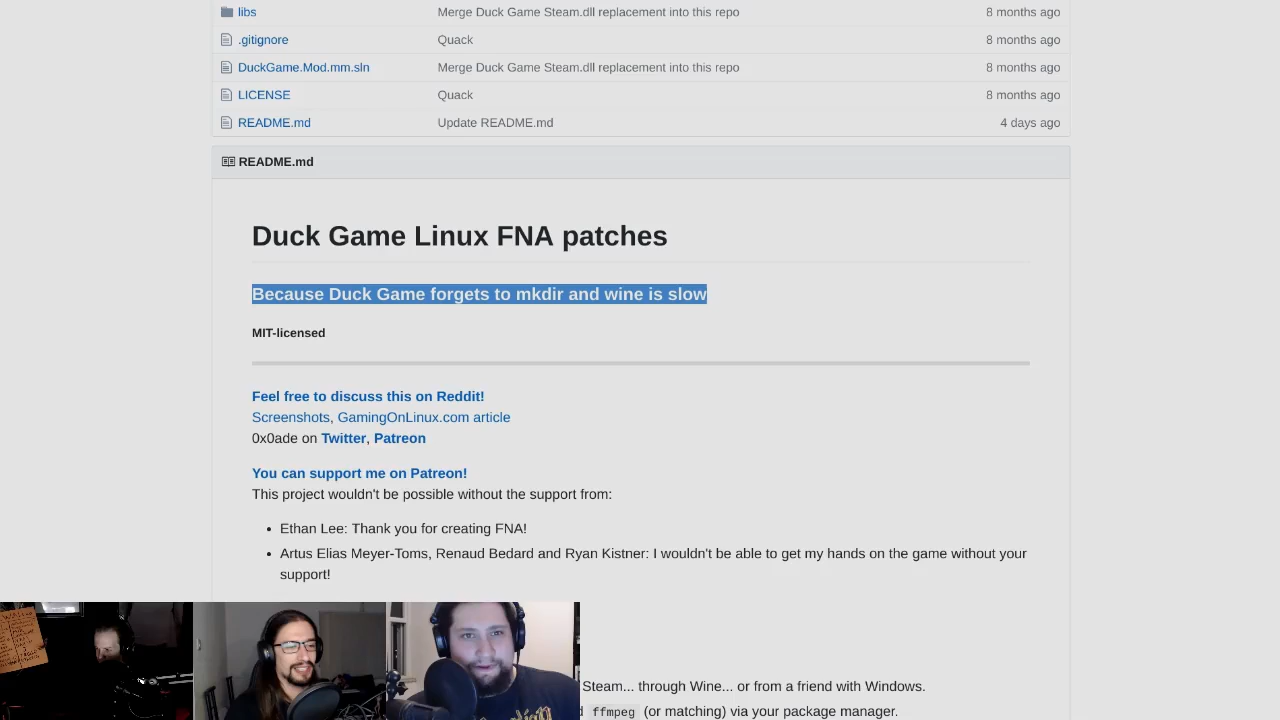 libs Merge Duck Game Steam.dll replacement into this repo 8 months ago
.gitignore Quack 8 months ago
DuckGame.Mod.mm.sln Merge Duck Game Steam.dll replacement into this repo 8 months ago
LICENSE Quack 8 months ago
README.md Update README.md 4 days ago
README.md
Duck Game Linux FNA patches
Because Duck Game forgets to mkdir and wine is slow
MIT-licensed
Feel free to discuss this on Reddit!
Screenshots, GamingOnLinux.com article
0x0ade on Twitter, Patreon
You can support me on Patreon!
This project wouldn't be possible without the support from:
Ethan Lee: Thank you for creating FNA!
Artus Elias Meyer-Toms, Renaud Bedard and Ryan Kistner: I wouldn't be able to get my hands on the game without your
support!
Steam... through Wine... or from a friend with Windows.
ffmpeg (or matching) via your package manager.